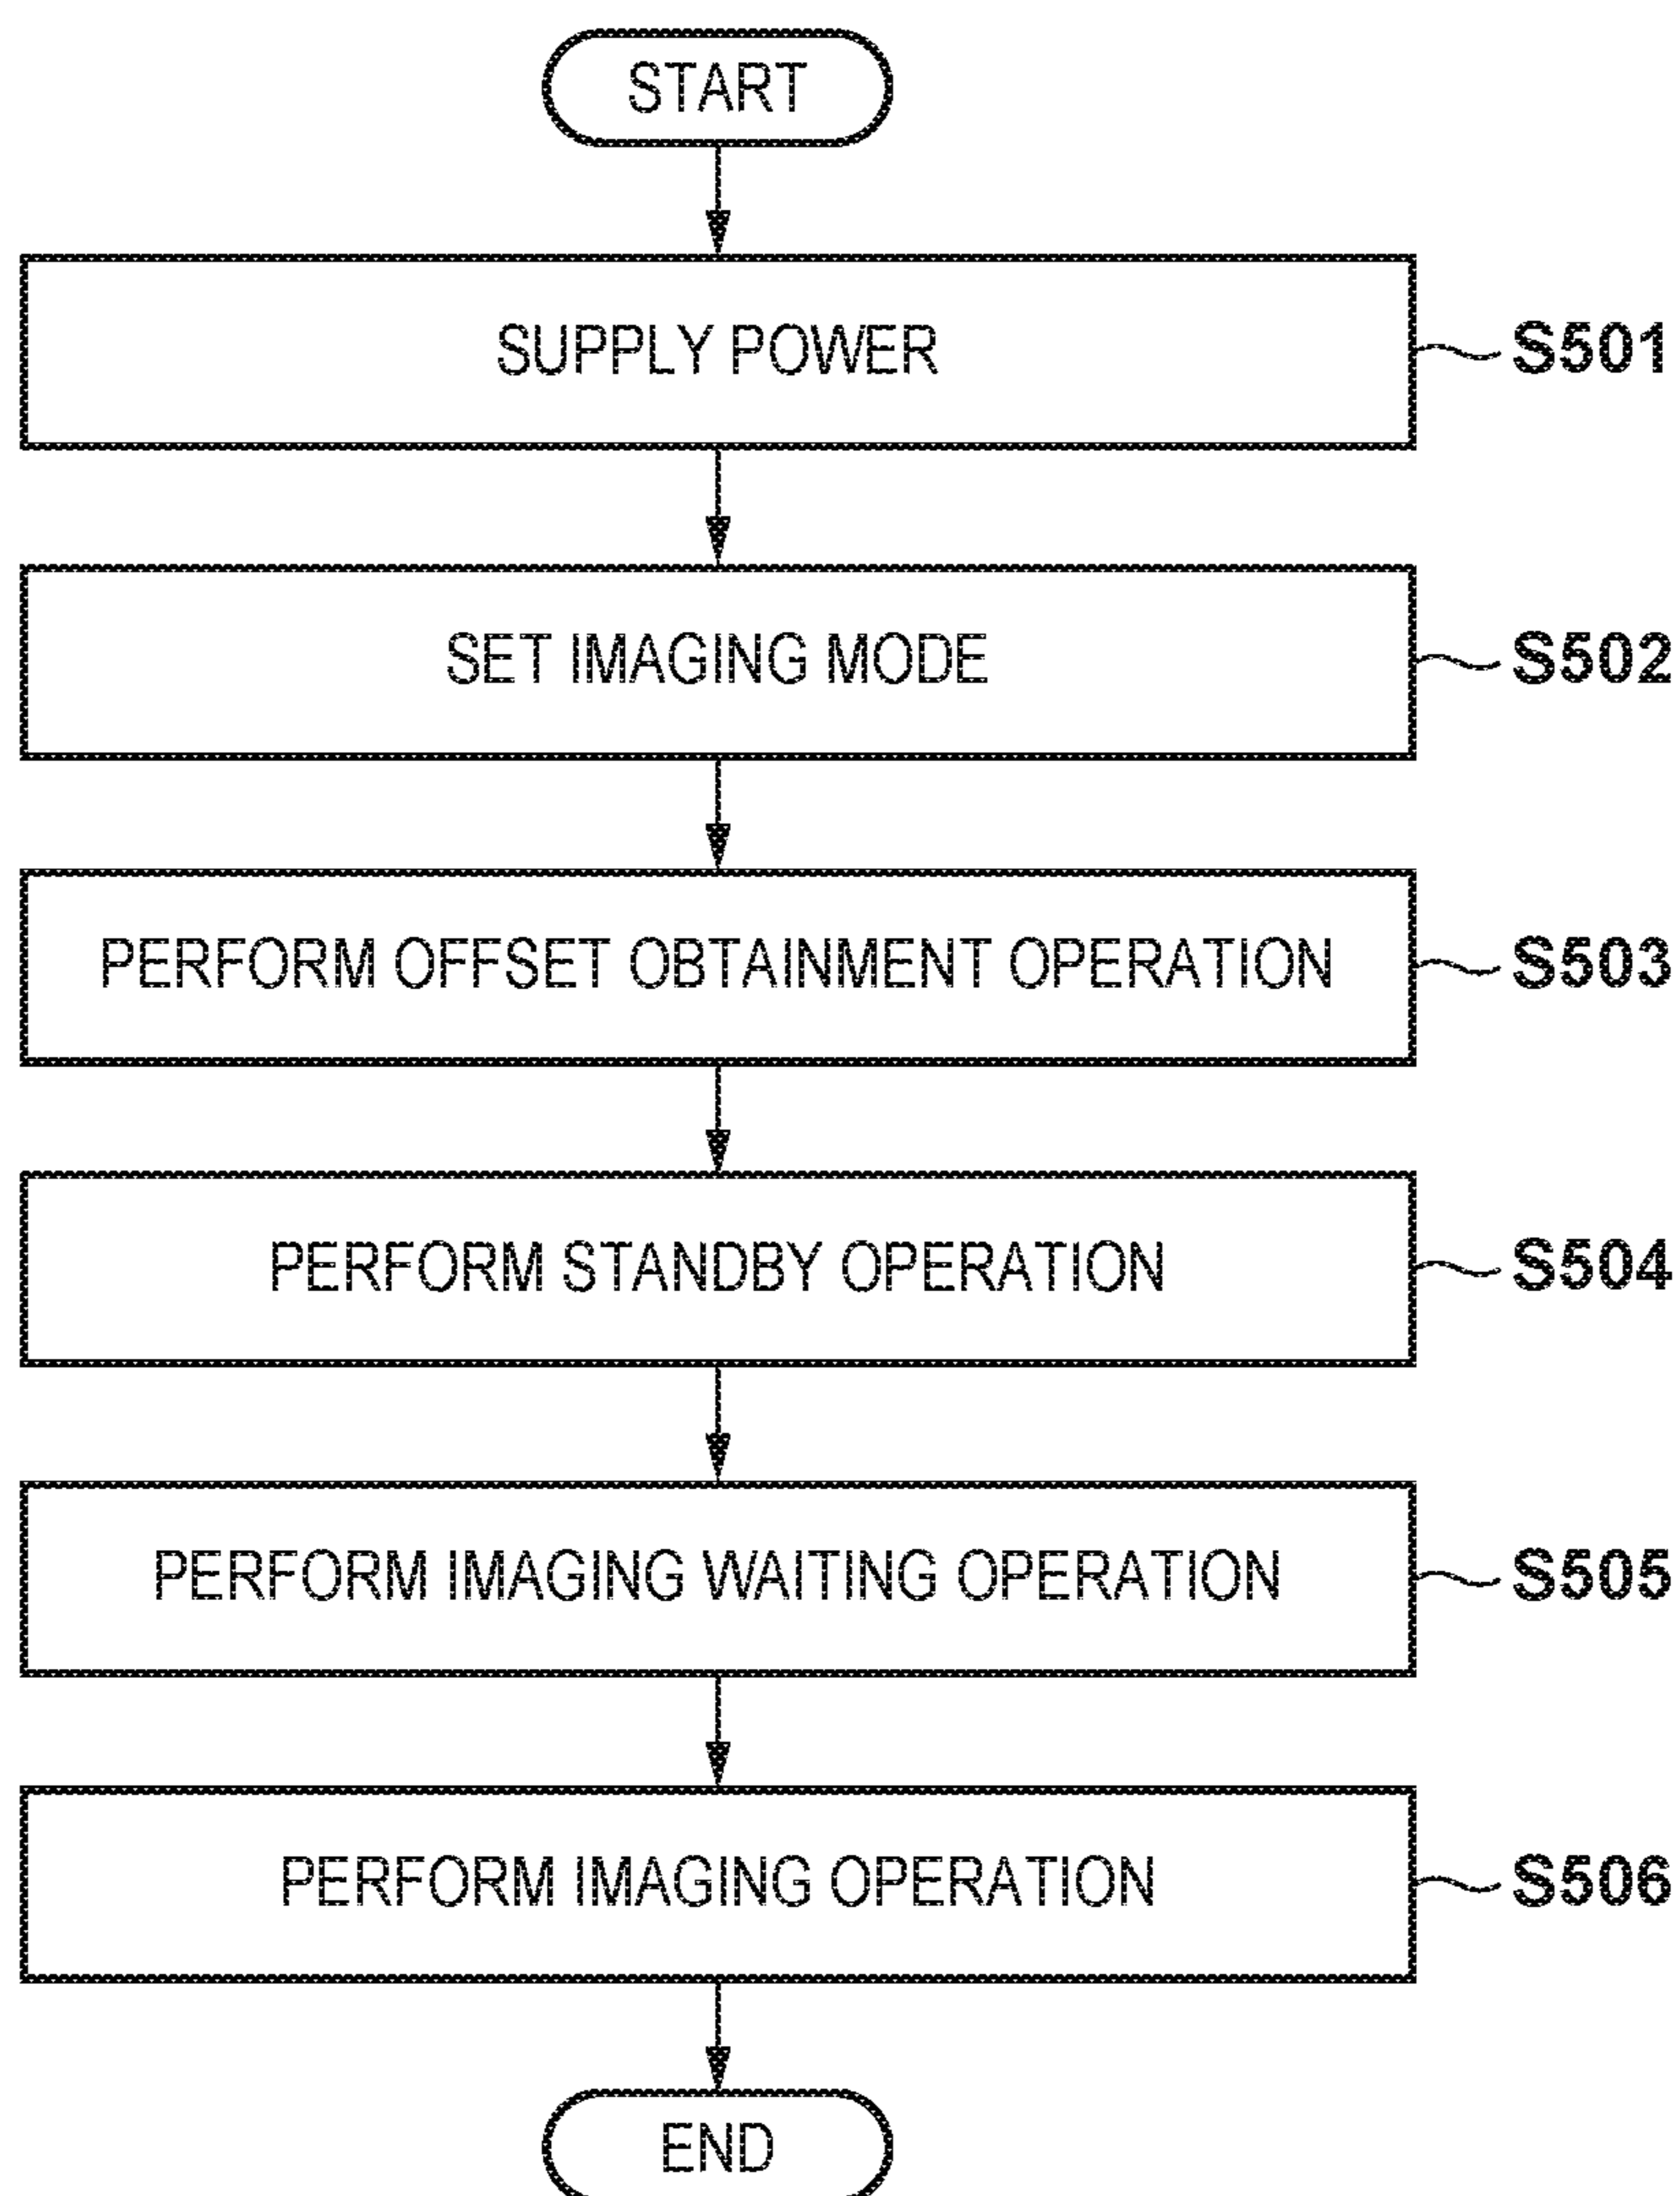 START
SUPPLY POWER S501
SET IMAGING MODE S502
PERFORM OFFSET OBTAINMENT OPERATION S503
PERFORM STANDBY OPERATION S504
PERFORM IMAGING WAITING OPERATION S505
PERFORM IMAGING OPERATION S506
END